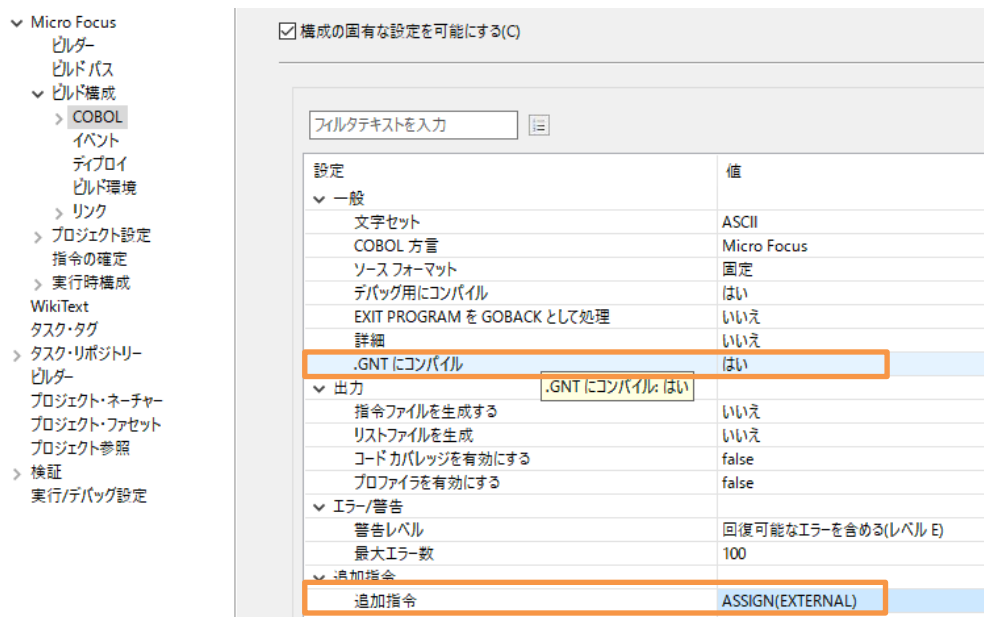 Micro Focus
ビルダー
ビルド パス
ビルド構成
COBOL
イベント
ディプロイ
ビルド環境
リンク
プロジェクト設定
指令の確定
実行時構成
WikiText
タスク・タグ
タスク・リポジトリー
ビルダー
プロジェクト・ネーチャー
プロジェクト・ファセット
プロジェクト参照
検証
実行/デバッグ設定
構成の固有な設定を可能にする(C)
フィルタテキストを入力
設定 値
一般
文字セット ASCII
COBOL 方言 Micro Focus
ソース フォーマット 固定
デバッグ用にコンパイル はい
EXIT PROGRAM を GOBACK として処理 いいえ
詳細 いいえ
.GNT にコンパイル はい
.GNT にコンパイル: はい
出力
指令ファイルを生成する いいえ
リストファイルを生成 いいえ
コード カバレッジを有効にする false
プロファイラを有効にする false
エラー/警告
警告レベル 回復可能なエラーを含める(レベル E)
最大エラー数 100
追加指令
追加指令 ASSIGN(EXTERNAL)